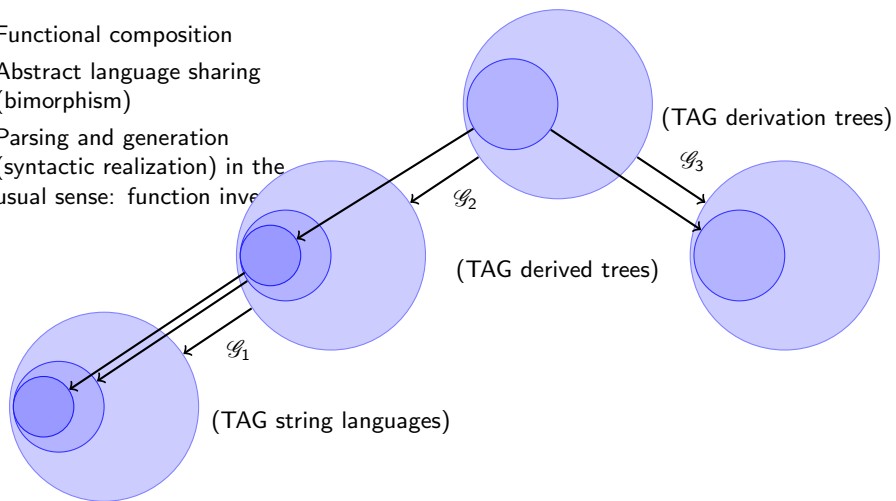 Functional composition
Abstract language sharing
(bimorphism)
Parsing and generation
(syntactic realization) in the
usual sense: function
(TAG derivation trees)
𝒢3
𝒢2
(TAG derived trees)
𝒢1
(TAG string languages)